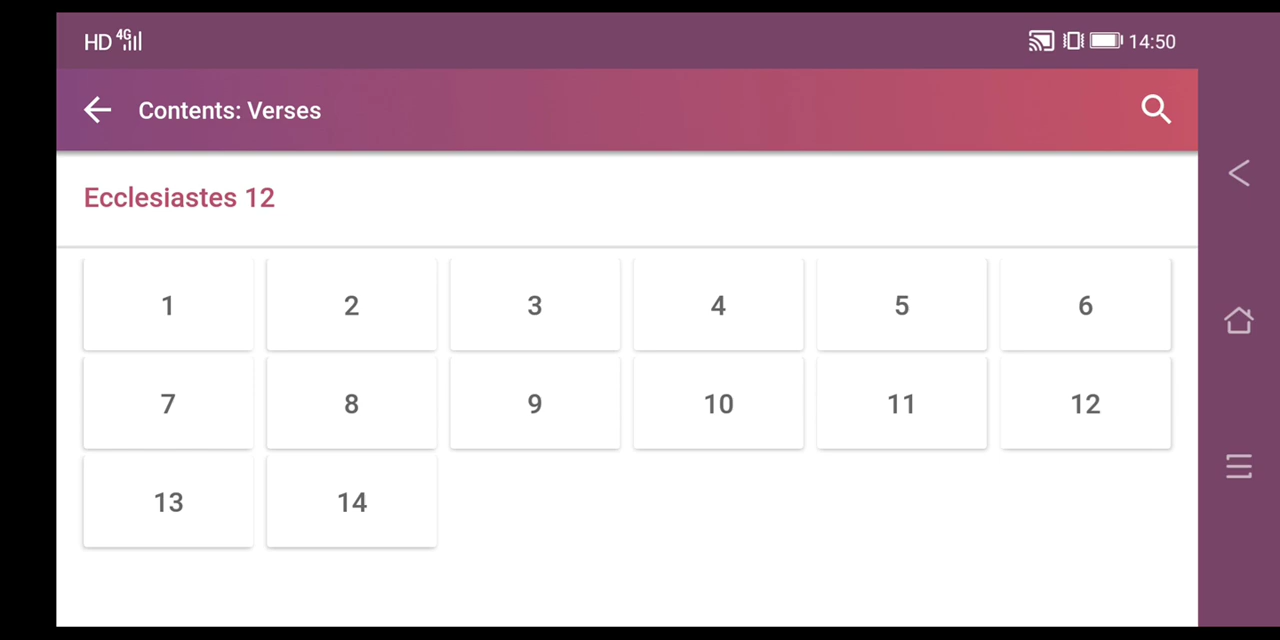 HD 4G 14:50
Contents: Verses
Ecclesiastes 12
1 2 3 4 5 6
7 8 9 10 11 12
13 14